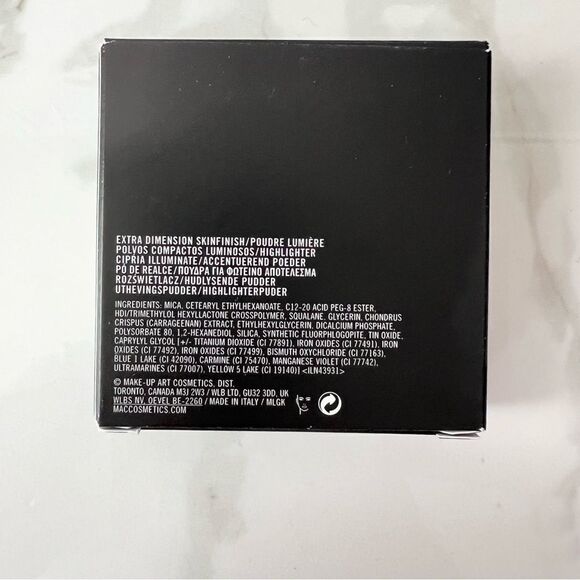 EXTRA DIMENSION SKINFINISH/POUDRE LUMIÈRE
POLVOS COMPACTOS LUMINOSOS/HIGHLIGHTER
CIPRIA ILLUMINATE/ACCENTUEREND POEDER
PÓ DE REALCE/ΠΟΥΔΡΑ ΓΙΑ ΦΩΤΕΙΝΟ ΑΠΟΤΕΛΕΣΜΑ
ROZŚWIETLACZ/HUDLYSENDE PUDDER
UTHEVINGSPUDDER/HIGHLIGHTERPUDER
INGREDIENTS: MICA, CETEARYL ETHYLHEXANOATE, C12-20 ACID PEG-8 ESTER,
HDI/TRIMETHYLOL HEXYLLACTONE CROSSPOLYMER, SQUALANE, GLYCERIN, CHONDRUS
CRISPUS (CARRAGEENAN) EXTRACT, ETHYLHEXYLGLYCERIN, DICALCIUM PHOSPHATE,
POLYSORBATE 80, 1,2-HEXANEDIOL, SILICA, SYNTHETIC FLUORPHLOGOPITE, TIN OXIDE,
CAPRYLYL GLYCOL [+/- TITANIUM DIOXIDE (CI 77891), IRON OXIDES (CI 77491), IRON
OXIDES (CI 77492), IRON OXIDES (CI 77499), BISMUTH OXYCHLORIDE (CI 77163),
BLUE 1 LAKE (CI 42090), CARMINE (CI 75470), MANGANESE VIOLET (CI 77742),
ULTRAMARINES (CI 77007), YELLOW 5 LAKE (CI 19140)] <ILN43931>
© MAKE-UP ART COSMETICS, DIST.
TORONTO, CANADA M3J 2W3 / WLB LTD, GU32 3DD, UK
WLBS NV, OEVEL BE-2260 / MADE IN ITALY / MLGK
MACCOSMETICS.COM